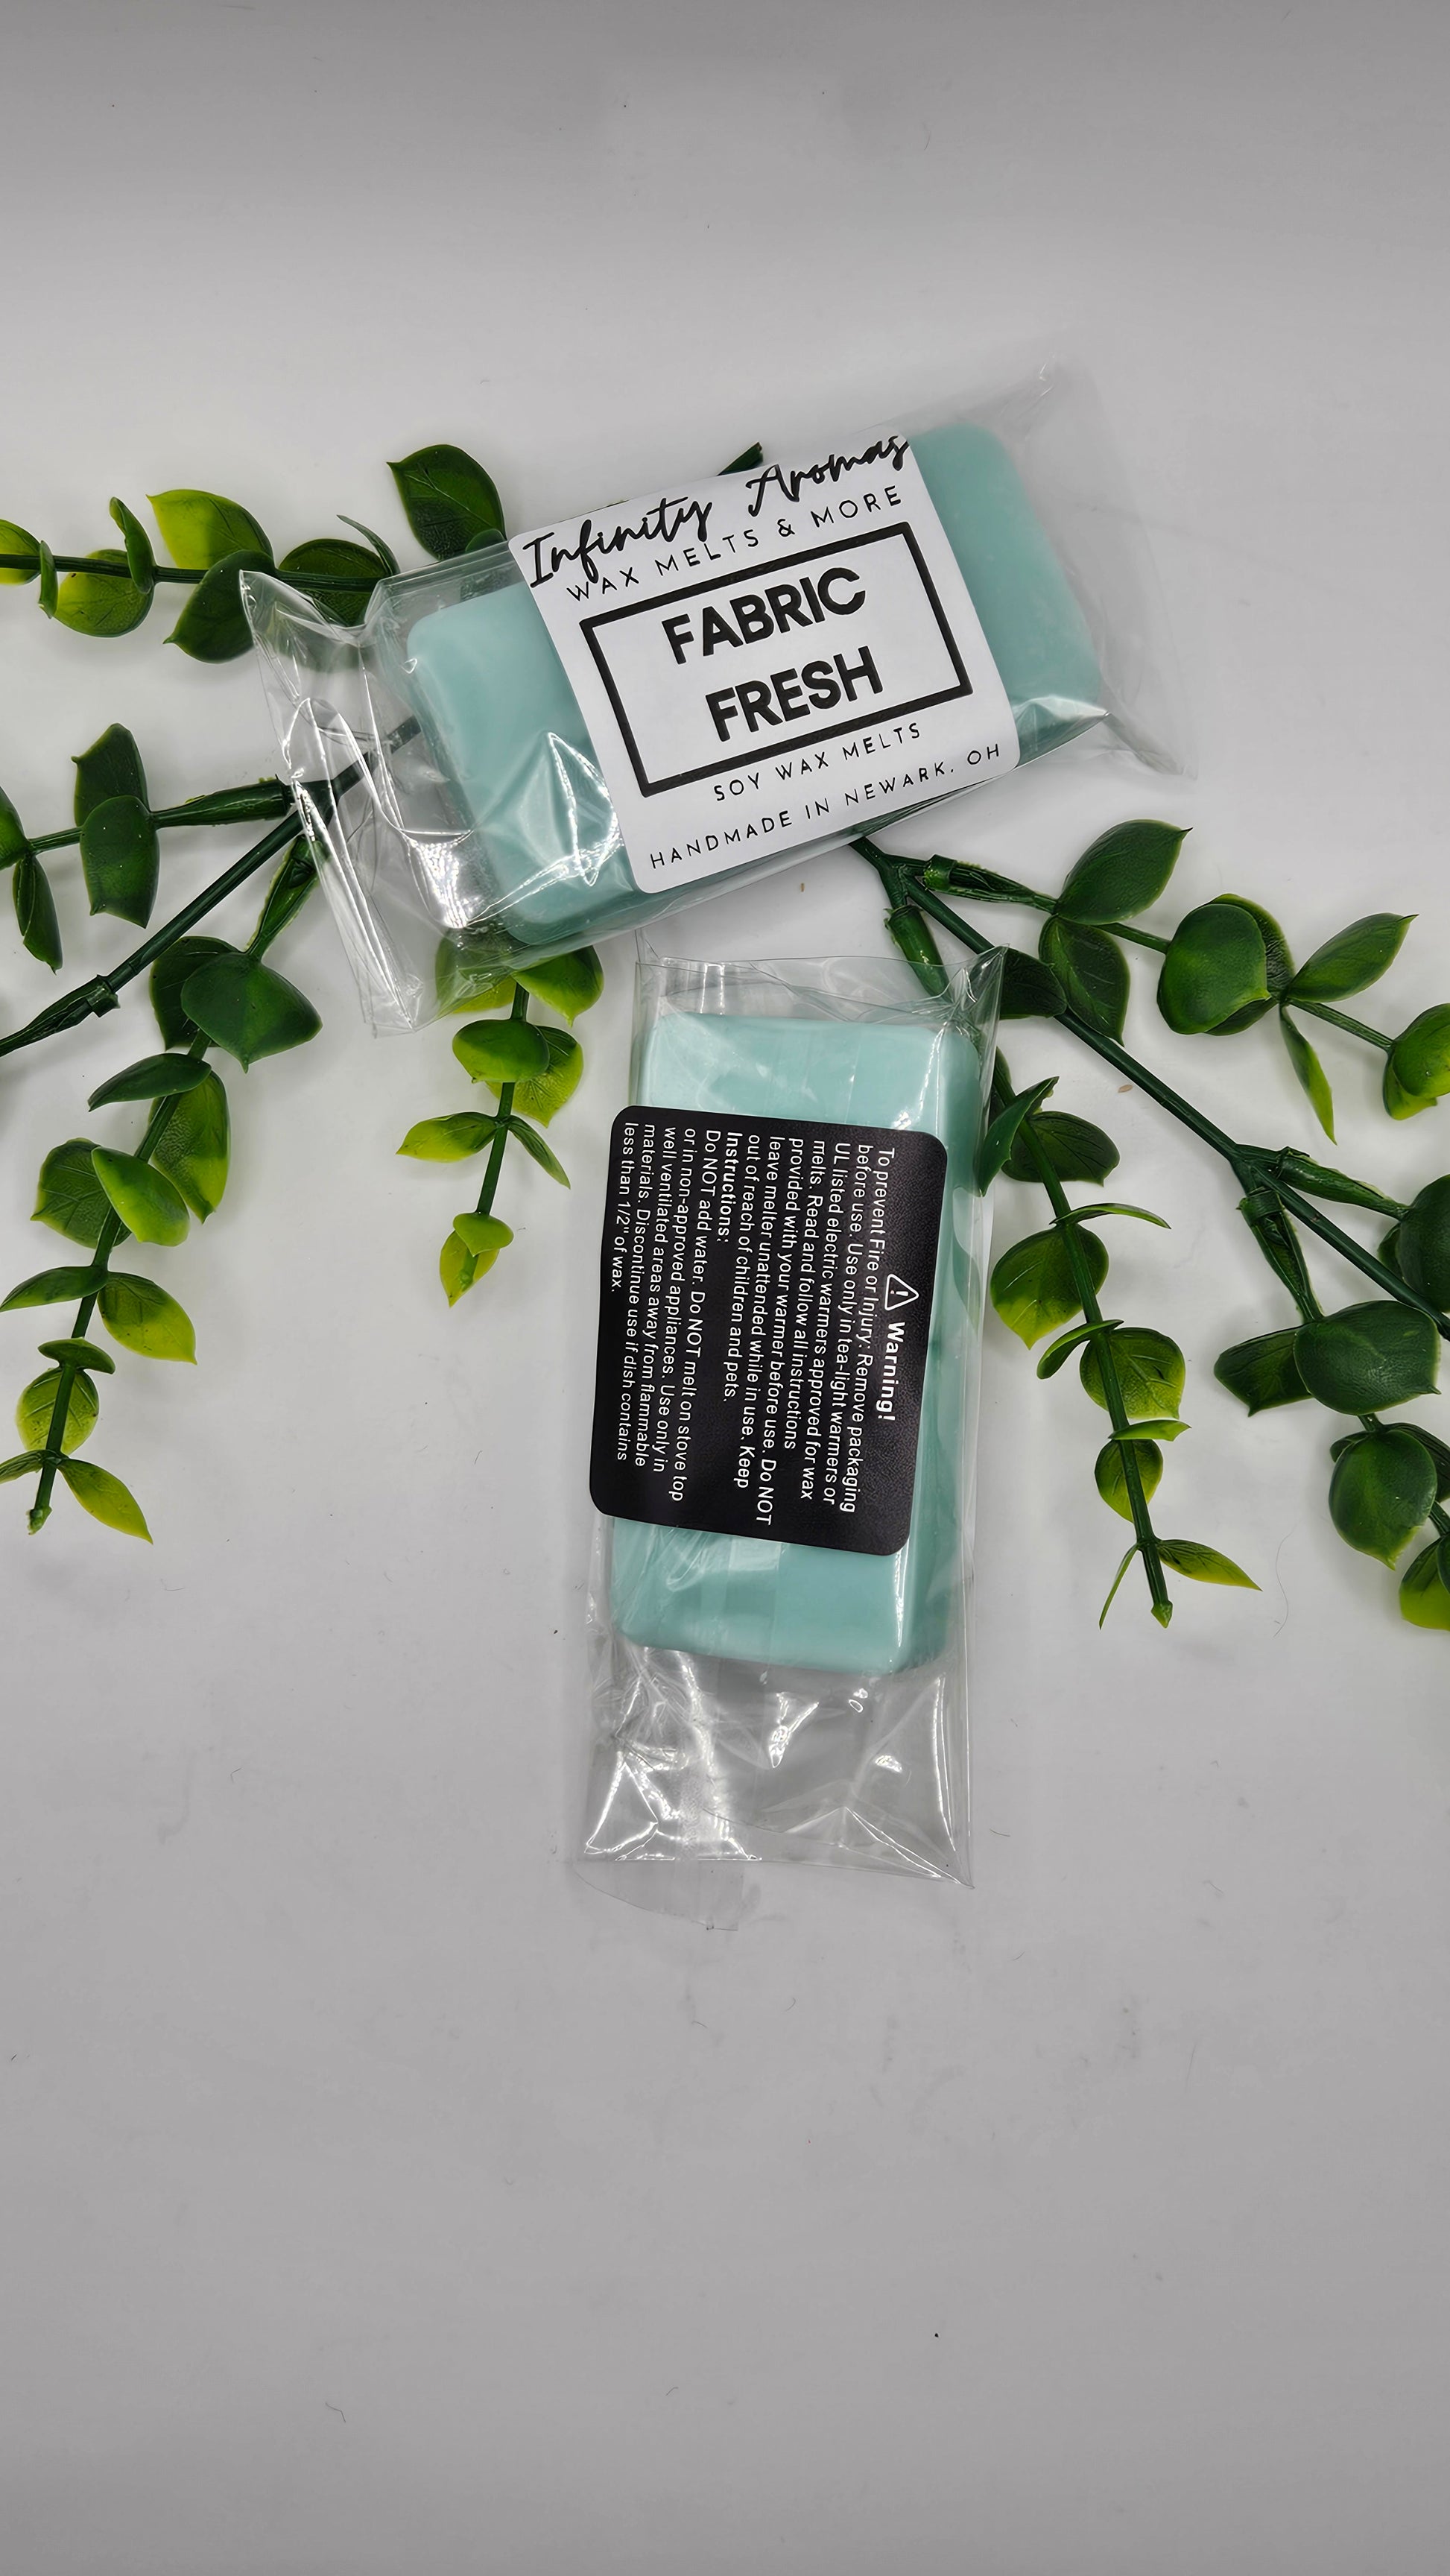 Infinity Aromas
WAX MELTS & MORE
FABRIC
FRESH
SOY WAX MELTS
HANDMADE IN NEWARK, OH
Warning!
To prevent Fire or Injury: Remove packaging
before use. Use only in tea-light warmers or
UL listed electric warmers approved for wax
melts. Read and follow all instructions
provided with your warmer before use. Do NOT
leave melter unattended while in use. Keep
out of reach of children and pets.
Instructions:
Do NOT add water. Do NOT melt on stove top
or in non-approved appliances. Use only in
well ventilated areas away from flammable
materials. Discontinue use if dish contains
less than 1/2" of wax.